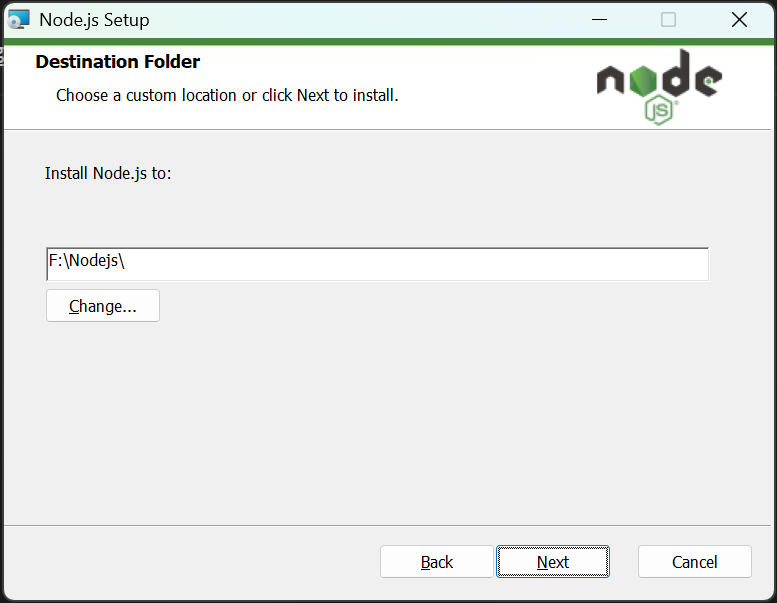 Node.js Setup
Destination Folder
Choose a custom location or click Next to install.
node
JS
Install Node.js to:
F:\Nodejs\
Change...
Back
Next
Cancel